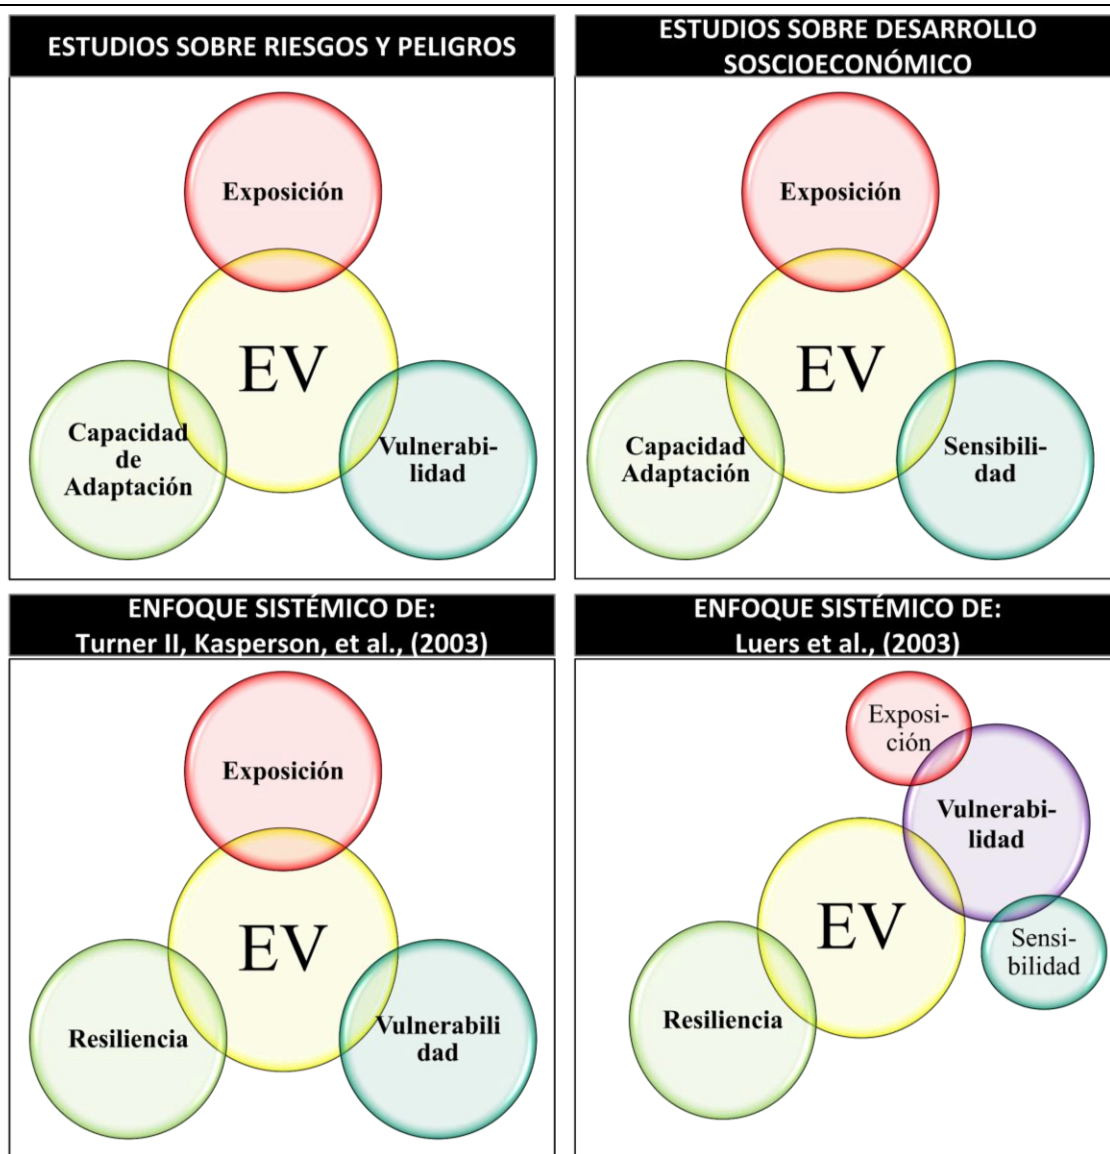 ESTUDIOS SOBRE RIESGOS Y PELIGROS
Exposición
EV
Capacidad
de
Adaptación
Vulnerabi-
lidad
ESTUDIOS SOBRE DESARROLLO
SOSCIOECONÓMICO
Exposición
EV
Capacidad
Adaptación
Sensibili-
dad
ENFOQUE SISTÉMICO DE:
Turner II, Kasperson, et al., (2003)
Exposición
EV
Resiliencia
Vulnerabili
dad
ENFOQUE SISTÉMICO DE:
Luers et al., (2003)
Exposi-
ción
Vulnerabi-
lidad
EV
Sensi-
bilidad
Resiliencia